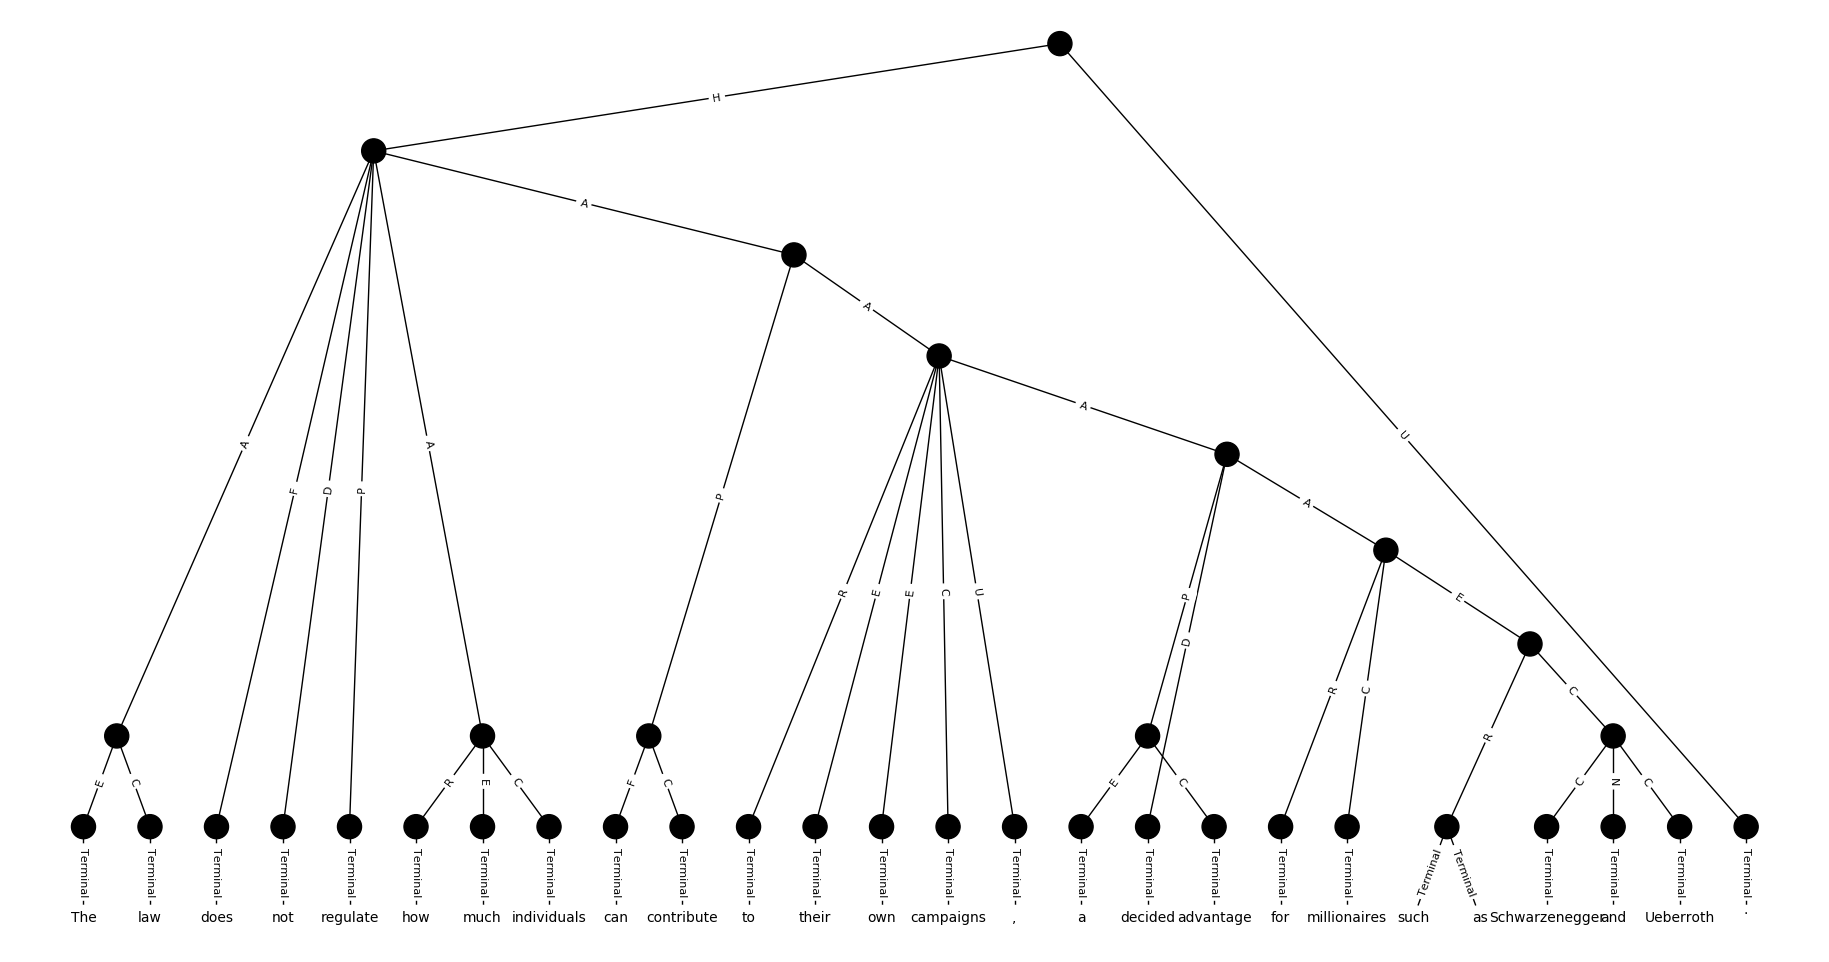 H
A
A
A
U
A
F
D
P
A
P
A
R
E
E
C
U
P
D
E
R
C
C
R
E
C
R
E
C
F
C
E
C
C
N
C
Terminal Terminal Terminal Terminal Terminal Terminal Terminal Terminal Terminal Terminal Terminal Terminal Terminal Terminal Terminal Terminal Terminal Terminal Terminal Terminal Terminal Terminal Terminal Terminal Terminal Terminal
The law does not regulate how much individuals can contribute to their own campaigns , a decided advantage for millionaires such as Schwarzenegger and Ueberroth .